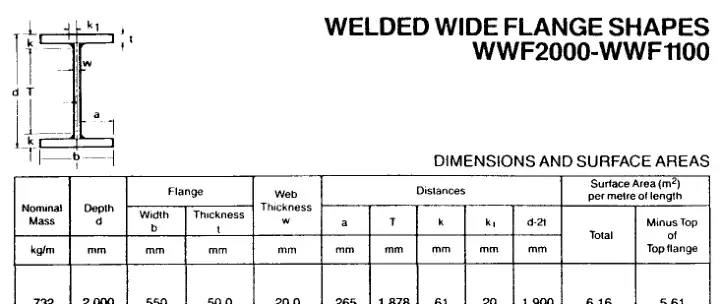 WELDED WIDE FLANGE SHAPES
WWF2000-WWF1100
k1
k
t
w
d T
a
k
b
DIMENSIONS AND SURFACE AREAS
Nominal Mass
Depth d
Flange
Web Thickness w
Distances
Surface Area (m2) per metre of length
Width b
Thickness t
a T k k1 d-2t
Total
Minus Top of Top flange
kg/m mm mm mm mm mm mm mm mm mm
732 2,000 550 50.0 20.0 265 1,878 61 20 1,900 6.16 5.61